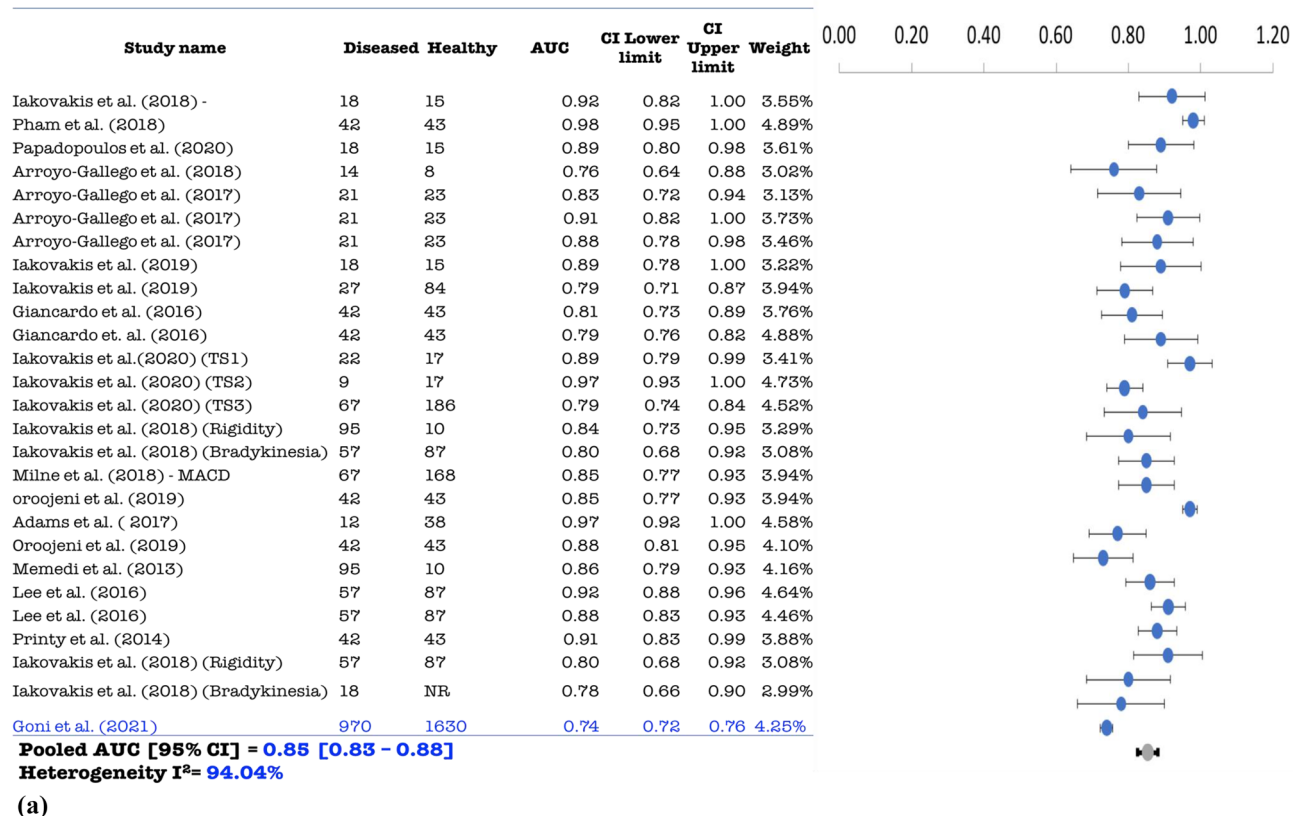 Study name Diseased Healthy AUC CI Lower limit CI Upper limit Weight
0.00 0.20 0.40 0.60 0.80 1.00 1.20
Iakovakis et al. (2018) - 18 15 0.92 0.82 1.00 3.55%
Pham et al. (2018) 42 43 0.98 0.95 1.00 4.89%
Papadopoulos et al. (2020) 18 15 0.89 0.80 0.98 3.61%
Arroyo-Gallego et al. (2018) 14 8 0.76 0.64 0.88 3.02%
Arroyo-Gallego et al. (2017) 21 23 0.83 0.72 0.94 3.13%
Arroyo-Gallego et al. (2017) 21 23 0.91 0.82 1.00 3.73%
Arroyo-Gallego et al. (2017) 21 23 0.88 0.78 0.98 3.46%
Iakovakis et al. (2019) 18 15 0.89 0.78 1.00 3.22%
Iakovakis et al. (2019) 27 84 0.79 0.71 0.87 3.94%
Giancardo et al. (2016) 42 43 0.81 0.73 0.89 3.76%
Giancardo et. al. (2016) 42 43 0.79 0.76 0.82 4.88%
Iakovakis et al.(2020) (TS1) 22 17 0.89 0.79 0.99 3.41%
Iakovakis et al. (2020) (TS2) 9 17 0.97 0.93 1.00 4.73%
Iakovakis et al. (2020) (TS3) 67 186 0.79 0.74 0.84 4.52%
Iakovakis et al. (2018) (Rigidity) 95 10 0.84 0.73 0.95 3.29%
Iakovakis et al. (2018) (Bradykinesia) 57 87 0.80 0.68 0.92 3.08%
Milne et al. (2018) - MACD 67 168 0.85 0.77 0.93 3.94%
oroojeni et al. (2019) 42 43 0.85 0.77 0.93 3.94%
Adams et al. ( 2017) 12 38 0.97 0.92 1.00 4.58%
Oroojeni et al. (2019) 42 43 0.88 0.81 0.95 4.10%
Memedi et al. (2013) 95 10 0.86 0.79 0.93 4.16%
Lee et al. (2016) 57 87 0.92 0.88 0.96 4.64%
Lee et al. (2016) 57 87 0.88 0.83 0.93 4.46%
Printy et al. (2014) 42 43 0.91 0.83 0.99 3.88%
Iakovakis et al. (2018) (Rigidity) 57 87 0.80 0.68 0.92 3.08%
Iakovakis et al. (2018) (Bradykinesia) 18 NR 0.78 0.66 0.90 2.99%
Goni et al. (2021) 970 1630 0.74 0.72 0.76 4.25%
Pooled AUC [95% CI] = 0.85 [0.83 – 0.88]
Heterogeneity I²= 94.04%
(a)